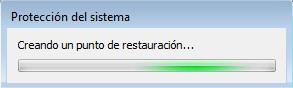 Protección del sistema
Creando un punto de restauración...